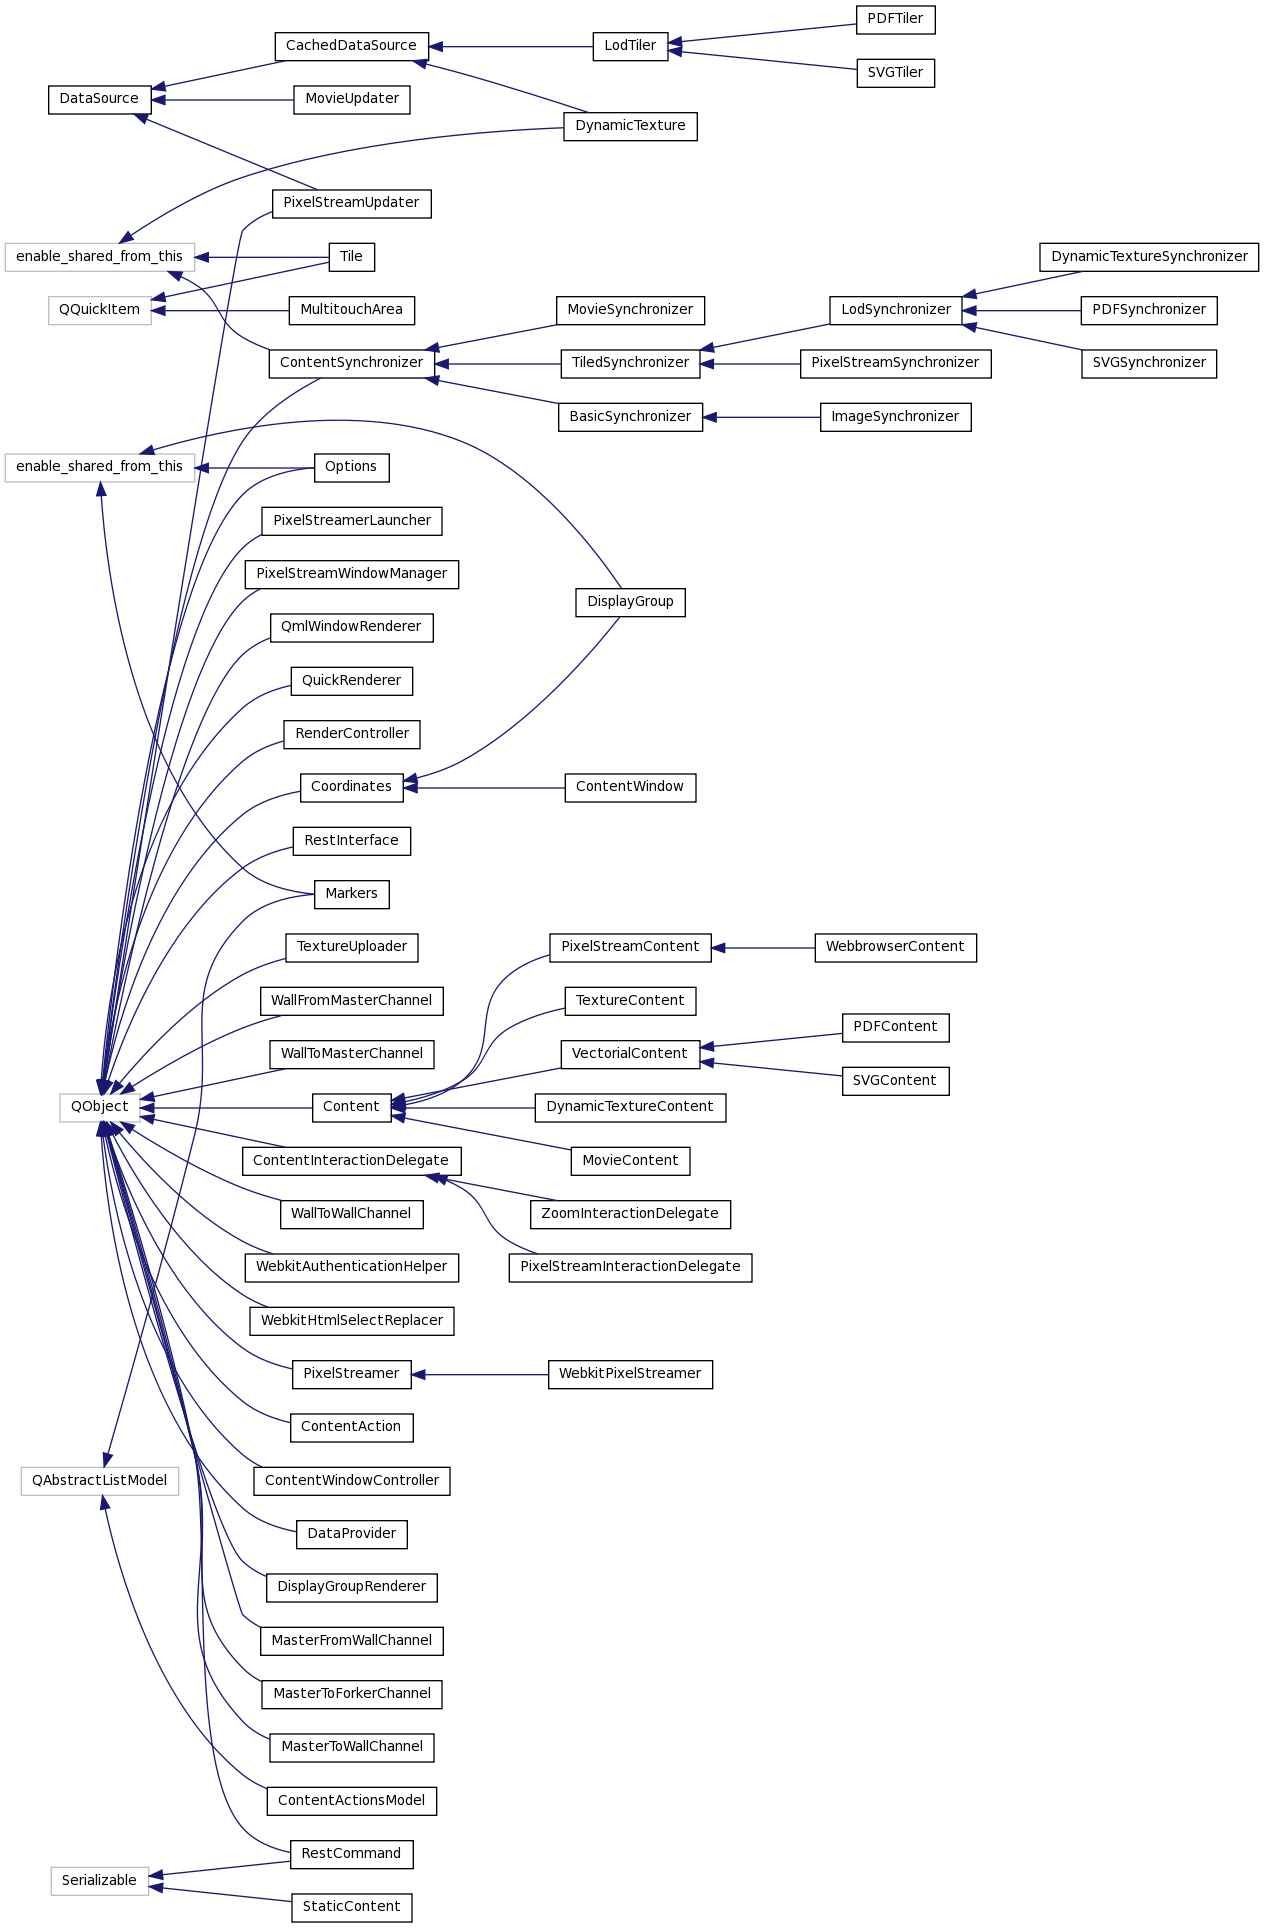 PDFTiler
CachedDataSource
LodTiler
SVGTiler
DataSource
MovieUpdater
DynamicTexture
PixelStreamUpdater
enable_shared_from_this
Tile
DynamicTextureSynchronizer
QQuickItem
MultitouchArea
MovieSynchronizer
LodSynchronizer
PDFSynchronizer
ContentSynchronizer
TiledSynchronizer
PixelStreamSynchronizer
SVGSynchronizer
BasicSynchronizer
ImageSynchronizer
enable_shared_from_this
Options
PixelStreamerLauncher
PixelStreamWindowManager
DisplayGroup
QmlWindowRenderer
QuickRenderer
RenderController
Coordinates
ContentWindow
RestInterface
Markers
TextureUploader
PixelStreamContent
WebbrowserContent
WallFromMasterChannel
TextureContent
PDFContent
WallToMasterChannel
VectorialContent
SVGContent
QObject
Content
DynamicTextureContent
ContentInteractionDelegate
MovieContent
WallToWallChannel
ZoomInteractionDelegate
WebkitAuthenticationHelper
PixelStreamInteractionDelegate
WebkitHtmlSelectReplacer
PixelStreamer
WebkitPixelStreamer
ContentAction
QAbstractListModel
ContentWindowController
DataProvider
DisplayGroupRenderer
MasterFromWallChannel
MasterToForkerChannel
MasterToWallChannel
ContentActionsModel
RestCommand
Serializable
StaticContent